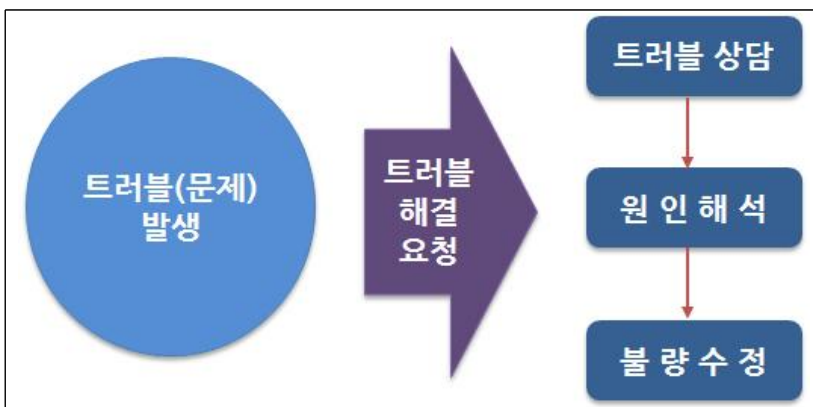 트러블(문제)
발생
트러블
해결
요청
트러블 상담
원 인 해 석
불 량 수 정